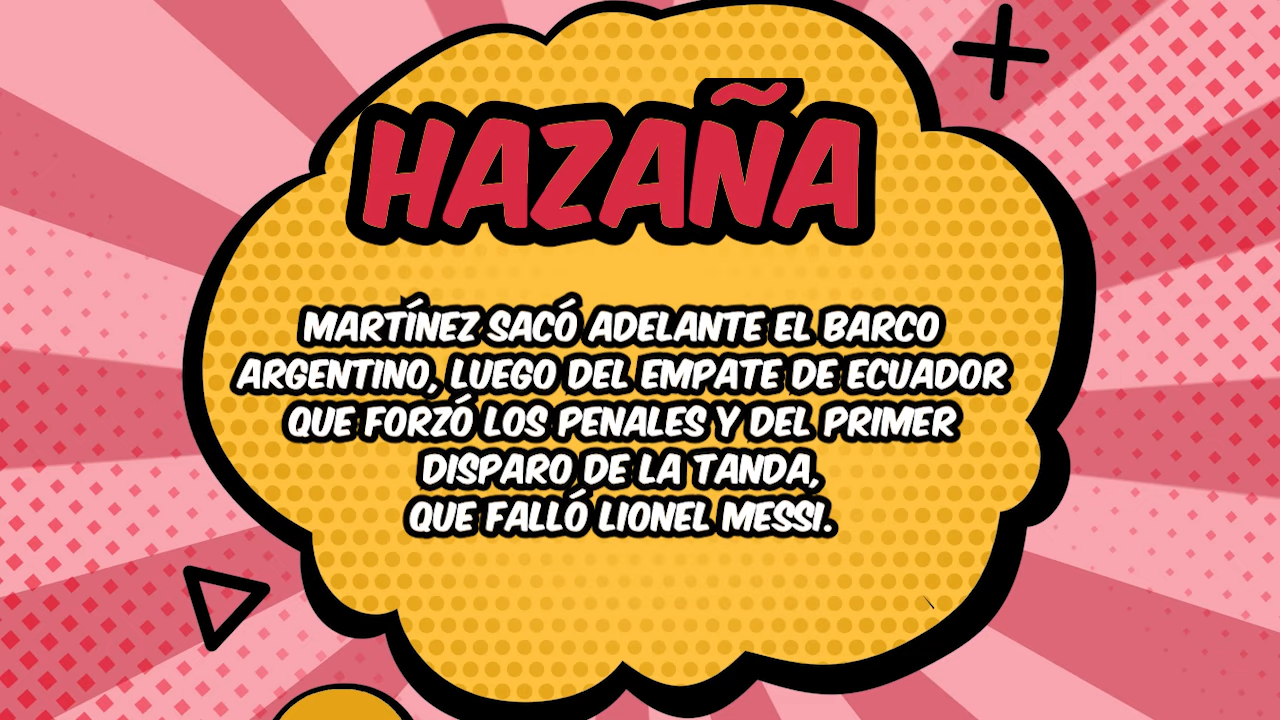 HAZAÑA
MARTÍNEZ SACÓ ADELANTE EL BARCO
ARGENTINO, LUEGO DEL EMPATE DE ECUADOR
QUE FORZÓ LOS PENALES Y DEL PRIMER
DISPARO DE LA TANDA,
QUE FALLÓ LIONEL MESSI.